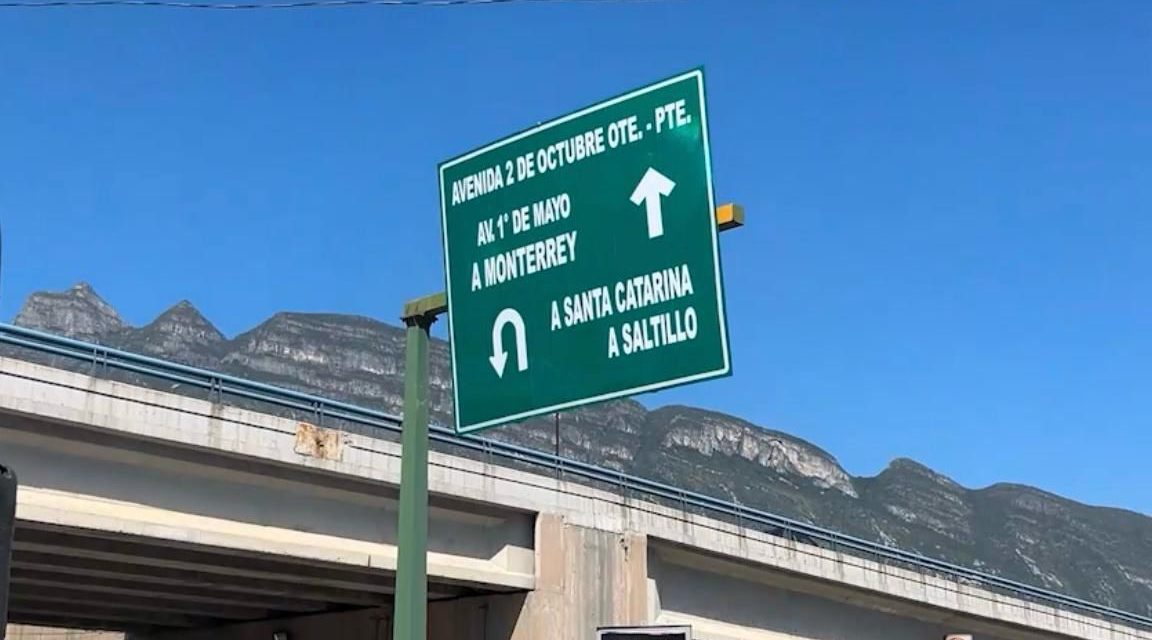 AVENIDA 2 DE OCTUBRE OTE. - PTE.
AV. 1° DE MAYO
A MONTERREY
A SANTA CATARINA
A SALTILLO